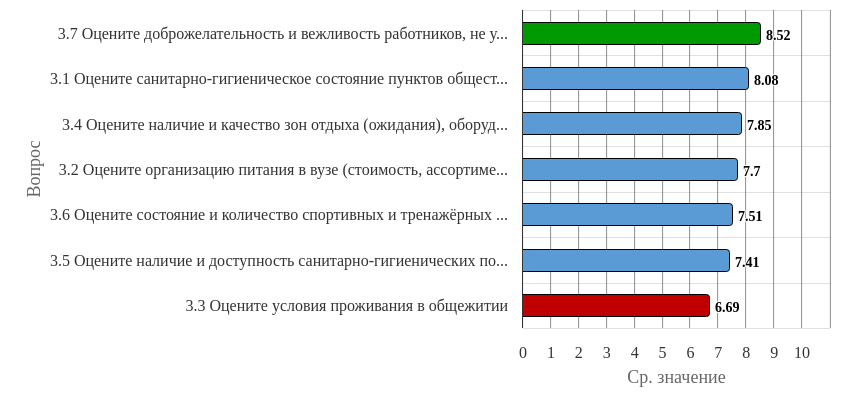 3.7 Оцените доброжелательность и вежливость работников, не у... 8.52
3.1 Оцените санитарно-гигиеническое состояние пунктов общест... 8.08
3.4 Оцените наличие и качество зон отдыха (ожидания), оборуд... 7.85
3.2 Оцените организацию питания в вузе (стоимость, ассортиме... 7.7
3.6 Оцените состояние и количество спортивных и тренажёрных ... 7.51
3.5 Оцените наличие и доступность санитарно-гигиенических по... 7.41
3.3 Оцените условия проживания в общежитии 6.69
Вопрос
0 1 2 3 4 5 6 7 8 9 10
Ср. значение